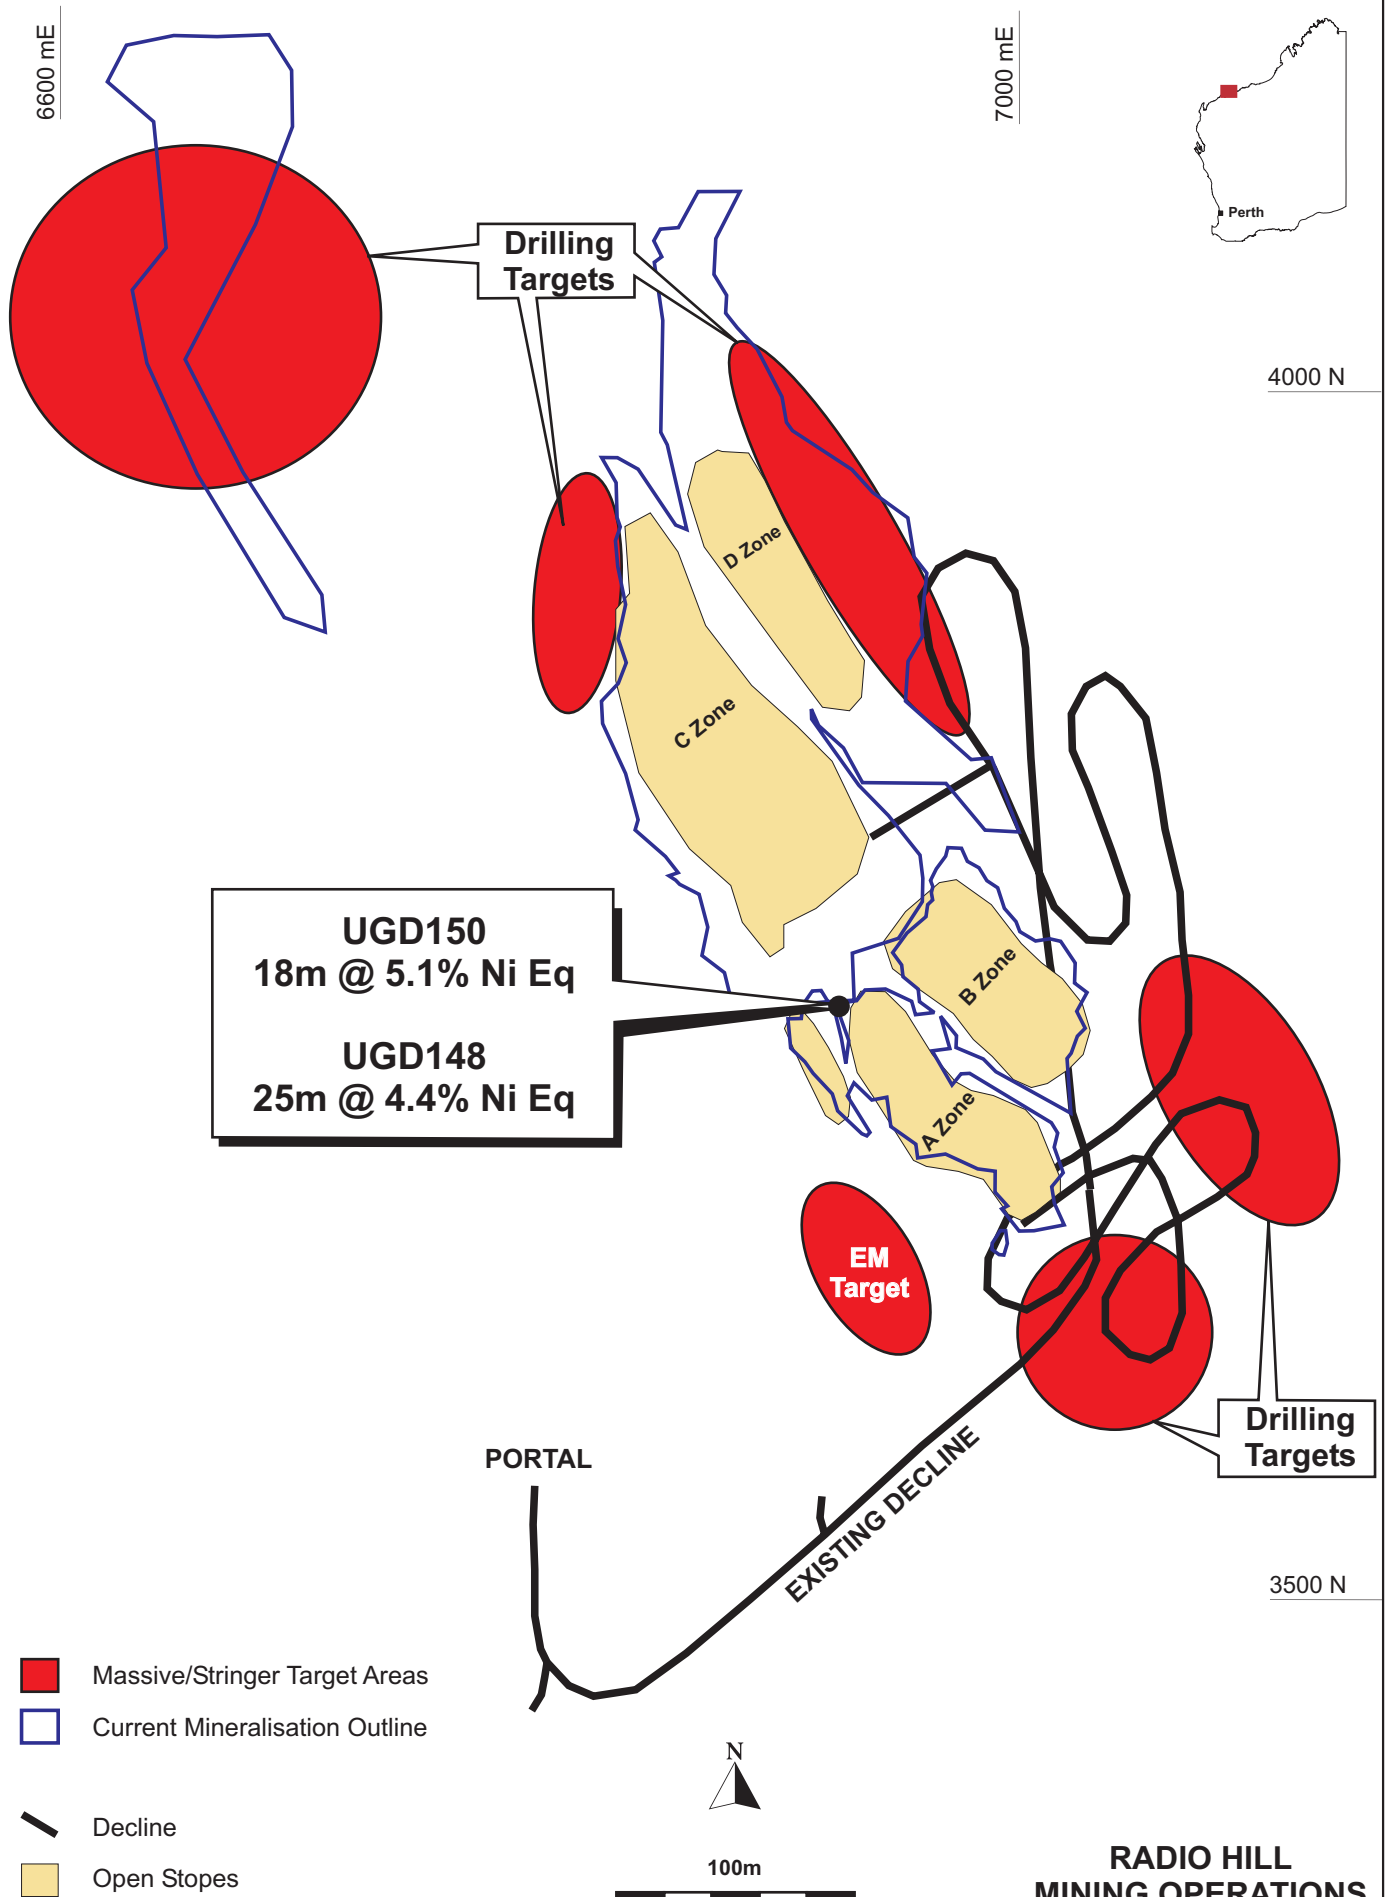 6600 mE
7000 mE
Perth
Drilling
Targets
4000 N
D Zone
C Zone
UGD150
18m @ 5.1% Ni Eq
UGD148
25m @ 4.4% Ni Eq
B Zone
A Zone
EM
Target
Drilling
Targets
PORTAL
EXISTING DECLINE
3500 N
Massive/Stringer Target Areas
Current Mineralisation Outline
N
Decline
Open Stopes
100m
RADIO HILL
MINING OPERATIONS